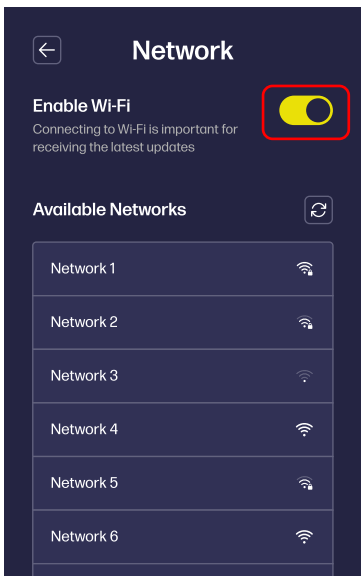 Network
Enable Wi-Fi
Connecting to Wi-Fi is important for
receiving the latest updates
Available Networks
Network 1
Network 2
Network 3
Network 4
Network 5
Network 6